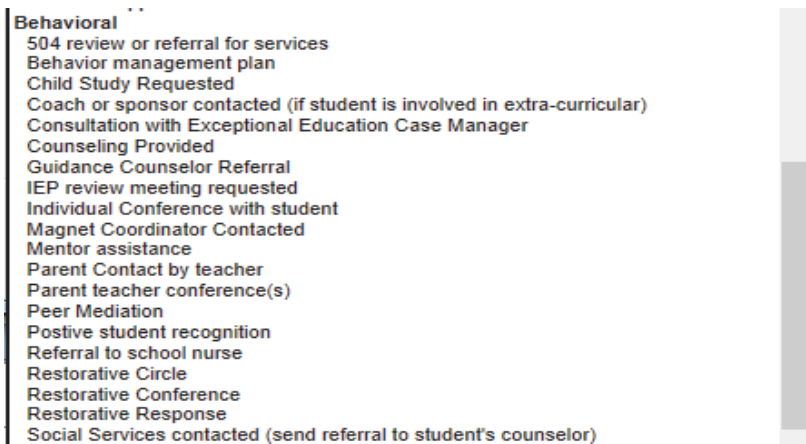 Behavioral
504 review or referral for services
Behavior management plan
Child Study Requested
Coach or sponsor contacted (if student is involved in extra-curricular)
Consultation with Exceptional Education Case Manager
Counseling Provided
Guidance Counselor Referral
IEP review meeting requested
Individual Conference with student
Magnet Coordinator Contacted
Mentor assistance
Parent Contact by teacher
Parent teacher conference(s)
Peer Mediation
Postive student recognition
Referral to school nurse
Restorative Circle
Restorative Conference
Restorative Response
Social Services contacted (send referral to student's counselor)